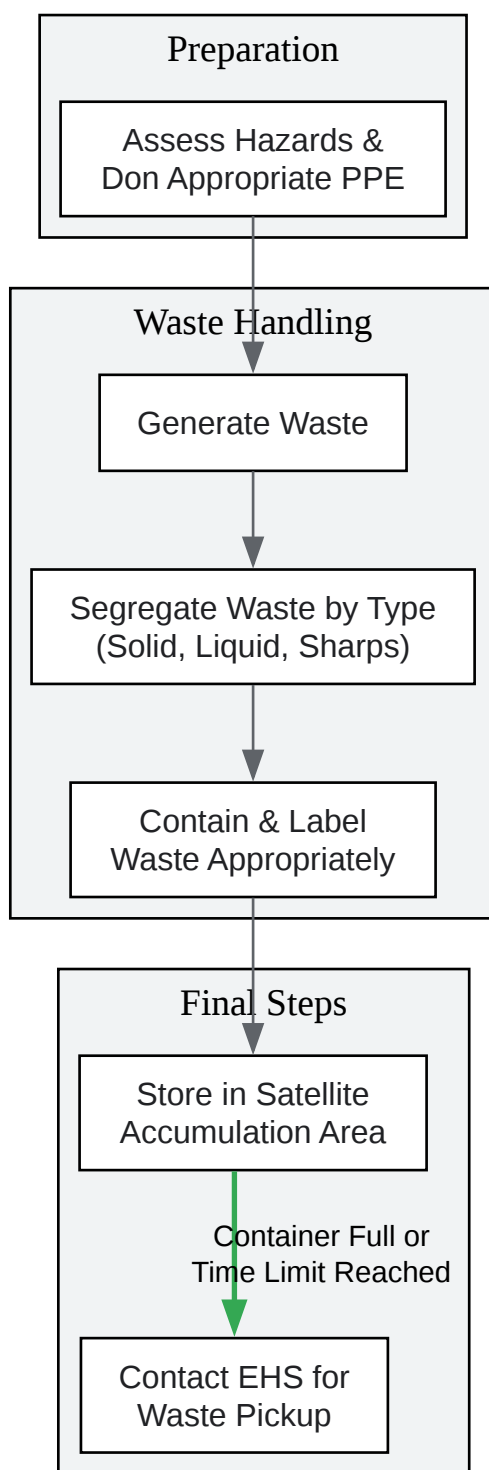 Preparation
Assess Hazards &
Don Appropriate PPE
Waste Handling
Generate Waste
Segregate Waste by Type
(Solid, Liquid, Sharps)
Contain & Label
Waste Appropriately
Final Steps
Store in Satellite
Accumulation Area
Container Full or
Time Limit Reached
Contact EHS for
Waste Pickup